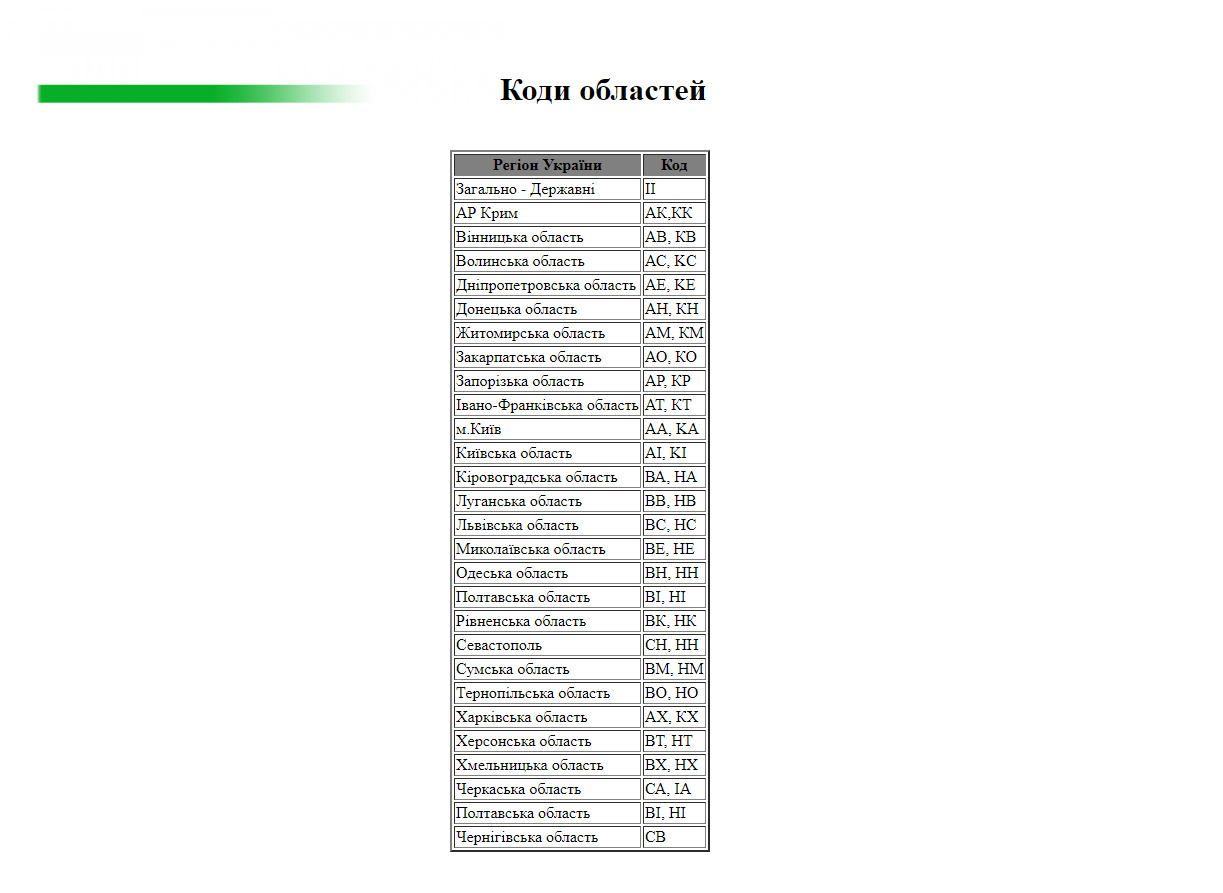 Коди областей
Регіон України Код
Загально - Державні ІІ
АР Крим АК,КК
Вінницька область АВ, КВ
Волинська область АС, КС
Дніпропетровська область АЕ, КЕ
Донецька область АН, КН
Житомирська область АМ, КМ
Закарпатська область АО, КО
Запорізька область АР, КР
Івано-Франківська область АТ, КТ
м.Київ АА, КА
Київська область АІ, КІ
Кіровоградська область ВА, НА
Луганська область ВВ, НВ
Львівська область ВС, НС
Миколаївська область ВЕ, НЕ
Одеська область ВН, НН
Полтавська область ВІ, НІ
Рівненська область ВК, НК
Севастополь СН, НН
Сумська область ВМ, НМ
Тернопільська область ВО, НО
Харківська область АХ, КХ
Херсонська область ВТ, НТ
Хмельницька область ВХ, НХ
Черкаська область СА, ІА
Полтавська область ВІ, НІ
Чернігівська область СВ